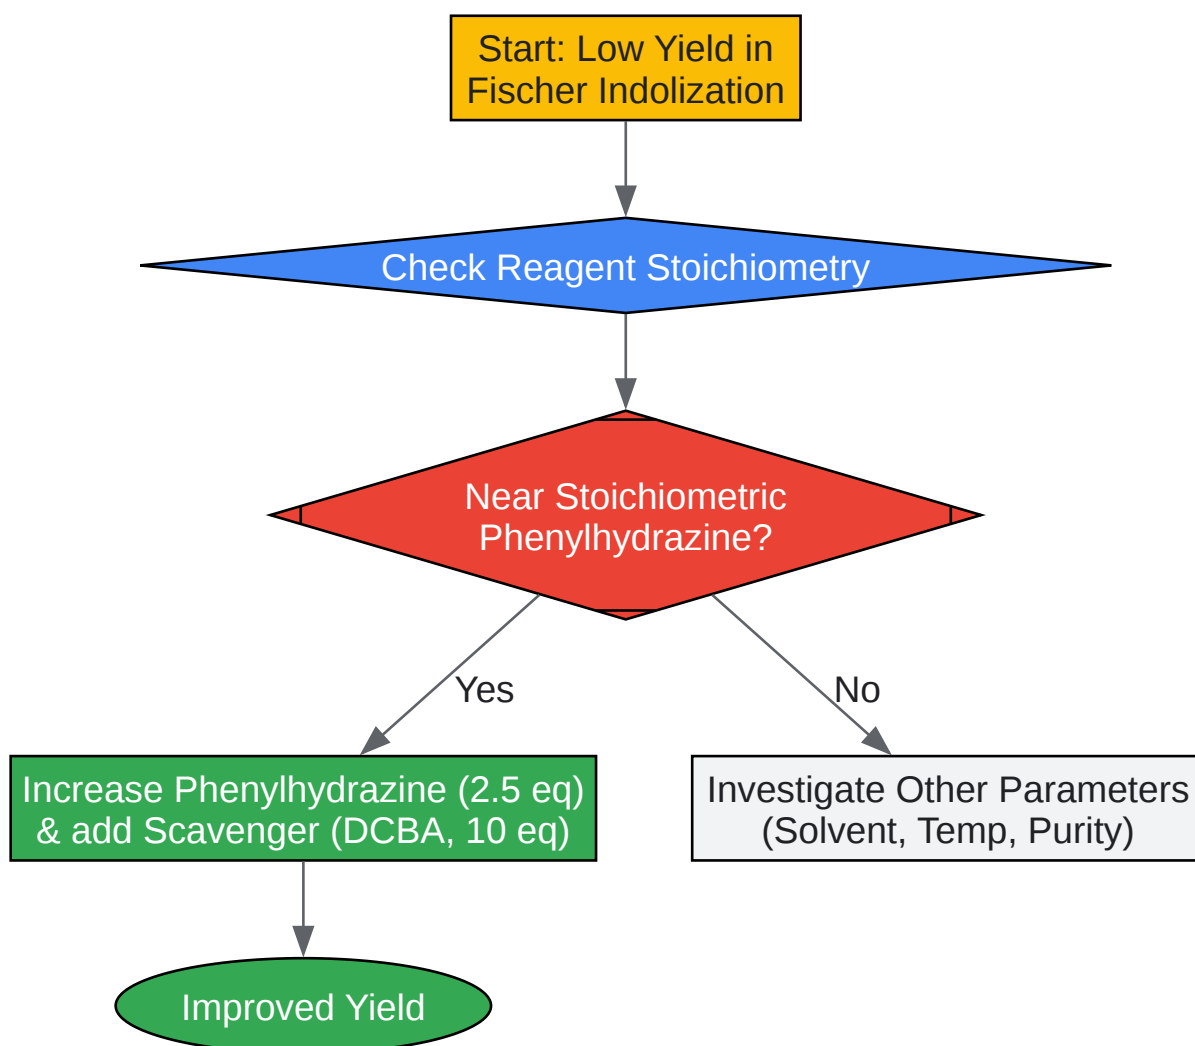 Start: Low Yield in
Fischer Indolization
Check Reagent Stoichiometry
Near Stoichiometric
Phenylhydrazine?
Yes
No
Increase Phenylhydrazine (2.5 eq)
& add Scavenger (DCBA, 10 eq)
Investigate Other Parameters
(Solvent, Temp, Purity)
Improved Yield